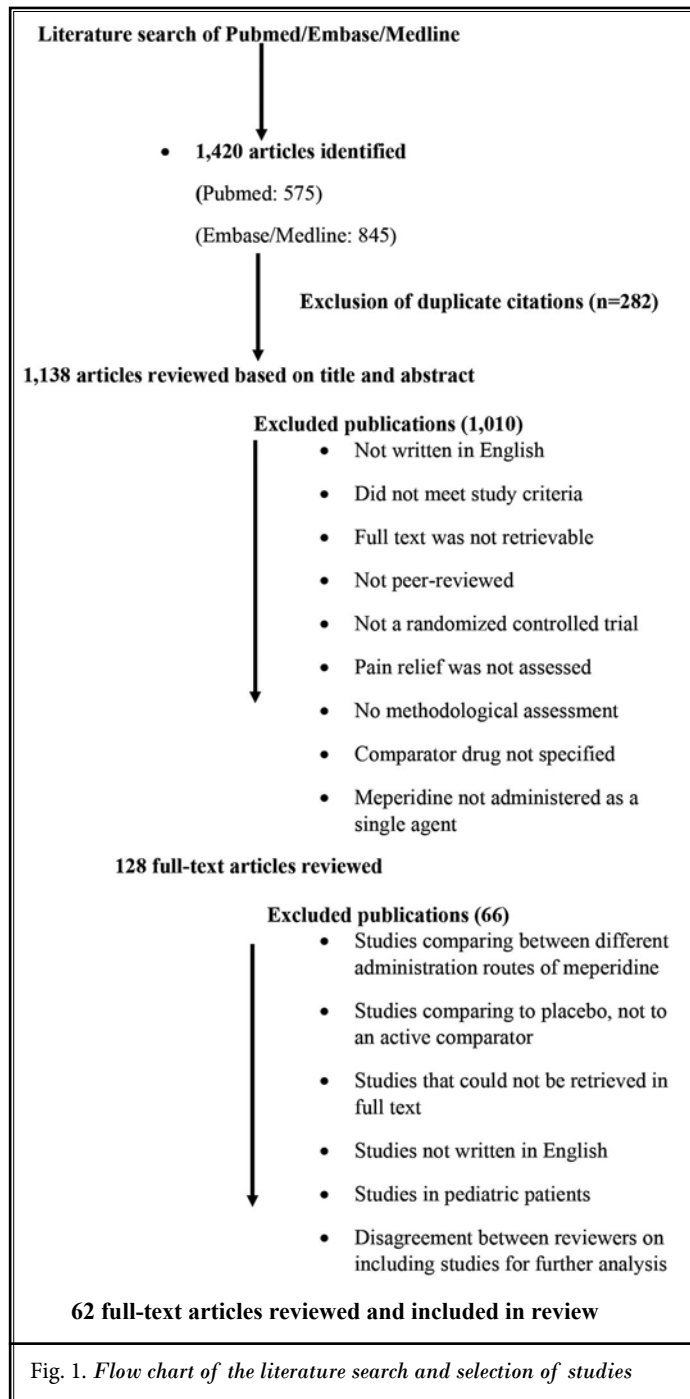 Literature search of Pubmed/Embase/Medline
• 1,420 articles identified
(Pubmed: 575)
(Embase/Medline: 845)
Exclusion of duplicate citations (n=282)
1,138 articles reviewed based on title and abstract
Excluded publications (1,010)
• Not written in English
• Did not meet study criteria
• Full text was not retrievable
• Not peer-reviewed
• Not a randomized controlled trial
• Pain relief was not assessed
• No methodological assessment
• Comparator drug not specified
• Meperidine not administered as a
single agent
128 full-text articles reviewed
Excluded publications (66)
• Studies comparing between different
administration routes of meperidine
• Studies comparing to placebo, not to
an active comparator
• Studies that could not be retrieved in
full text
• Studies not written in English
• Studies in pediatric patients
• Disagreement between reviewers on
including studies for further analysis
62 full-text articles reviewed and included in review
Fig. 1. Flow chart of the literature search and selection of studies